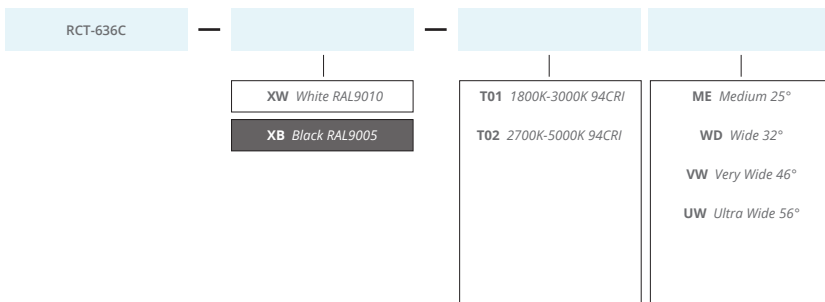 RCT-636C — —
XW White RAL9010
XB Black RAL9005
T01 1800K-3000K 94CRI
T02 2700K-5000K 94CRI
ME Medium 25°
WD Wide 32°
VW Very Wide 46°
UW Ultra Wide 56°